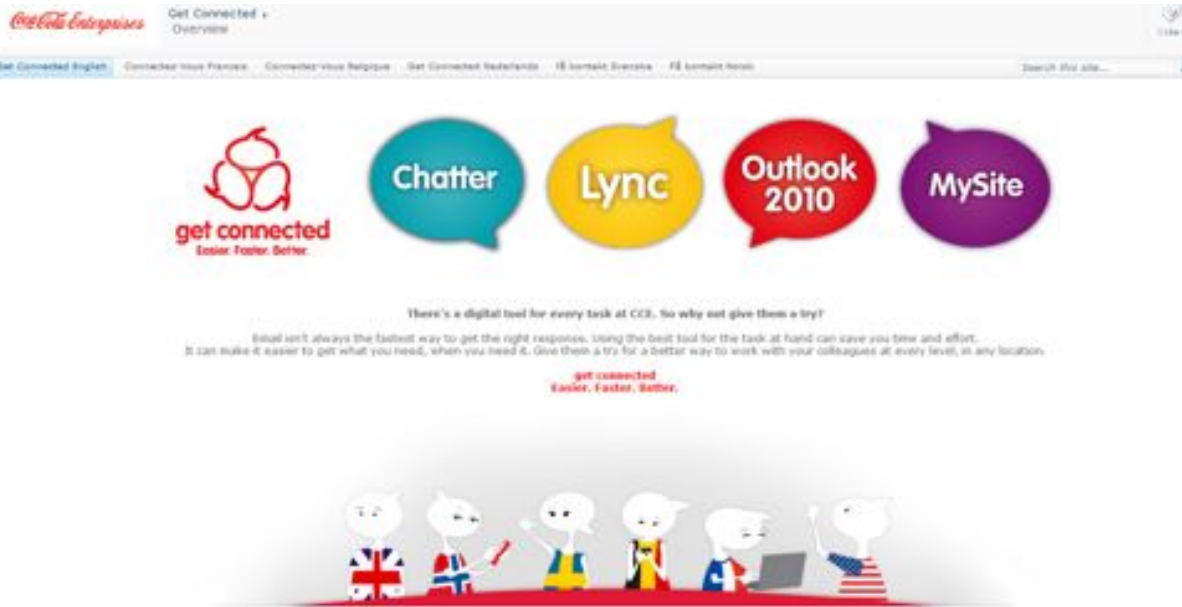 Coca-Cola Enterprises
Get Connected
Overview
Get Connected English Connectez-vous Francais Connectez-vous Belgique Get Connected Nederlands Få kontakt Svenska Få kontakt Norsk
Search this site...
Chatter
Lync
Outlook
2010
MySite
get connected
Easier. Faster. Better.
There's a digital tool for every task at CCE. So why not give them a try?
Email isn't always the fastest way to get the right response. Using the best tool for the task at hand can save you time and effort.
It can make it easier to get what you need, when you need it. Give them a try for a better way to work with your colleagues at every level, in any location.
get connected
Easier. Faster. Better.